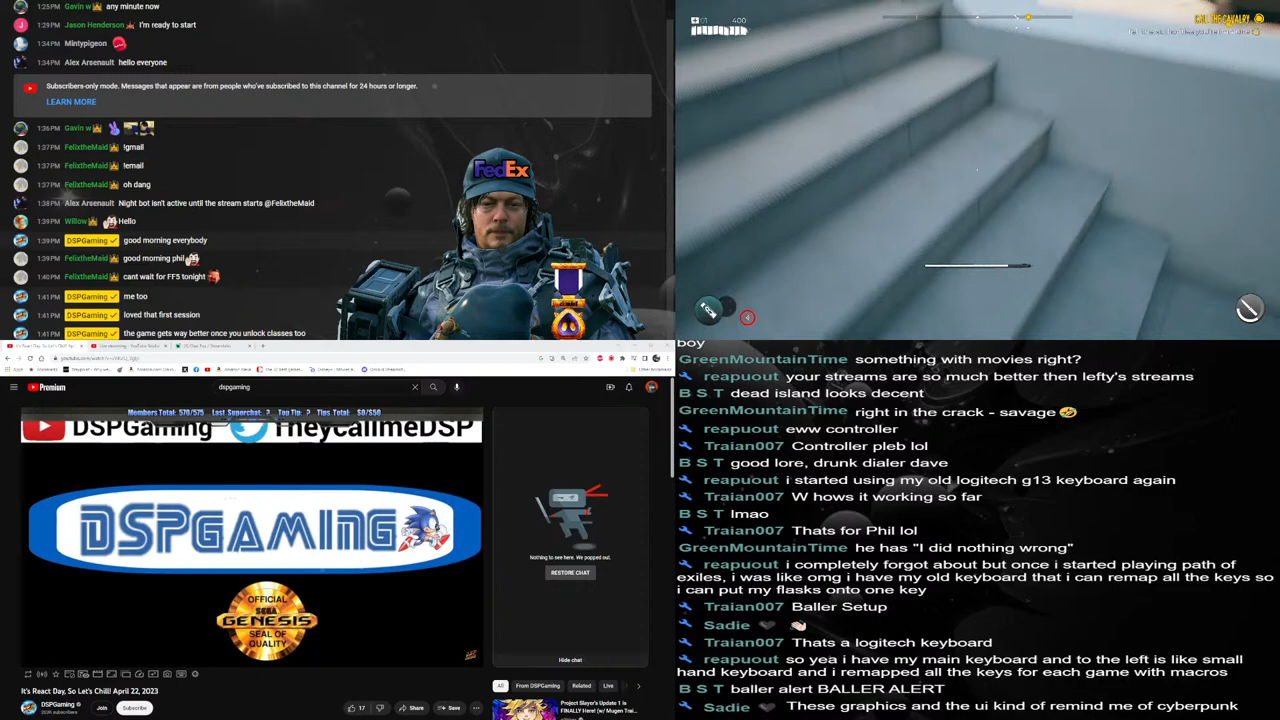 1:25PM Gavin w any minute now
1:29PM Jason Henderson I'm ready to start
1:34PM Mintypigeon
1:34PM Alex Arsenault hello everyone
Subscribers-only mode. Messages that appear are from people who've subscribed to this channel for 24 hours or longer.
LEARN MORE
1:36PM Gavin w
1:37PM FelixtheMaid !gmail
1:37PM FelixtheMaid !email
1:37PM FelixtheMaid oh dang
1:38PM Alex Arsenault Night bot isn't active until the stream starts @FelixtheMaid
1:39PM Willow Hello
1:39PM DSPGaming good morning everybody
1:39PM FelixtheMaid good morning phil
1:40PM FelixtheMaid cant wait for FF5 tonight
1:41PM DSPGaming me too
1:41PM DSPGaming loved that first session
1:41PM DSPGaming the game gets way better once you unlock classes too
FedEx
400
CALL THE CAVALRY
boy
GreenMountainTime something with movies right?
reapuout your streams are so much better then lefty's streams
B S T dead island looks decent
GreenMountainTime right in the crack - savage 🤣
reapuout eww controller
Traian007 Controller pleb lol
B S T good lore, drunk dialer dave
reapuout i started using my old logitech g13 keyboard again
Traian007 W hows it working so far
B S T lmao
Traian007 Thats for Phil lol
GreenMountainTime he has "I did nothing wrong"
reapuout i completely forgot about but once i started playing path of
exiles, i was like omg i have my old keyboard that i can remap all the keys so
i can put my flasks onto one key
Traian007 Baller Setup
Sadie
Traian007 Thats a logitech keyboard
reapuout so yea i have my main keyboard and to the left is like small
hand keyboard and i remapped all the keys for each game with macros
B S T baller alert BALLER ALERT
Sadie These graphics and the ui kind of remind me of cyberpunk
Premium
dspgaming
Members Total: 570/575 Last Superchat: ? Top Tip: ? Tips Total: $0/$50
DSPGaming TheycallmeDSP
DSPGAMING
OFFICIAL
SEGA
GENESIS
SEAL OF
QUALITY
Nothing to see here. We popped out.
RESTORE CHAT
Hide chat
It's React Day, So Let's Chill! April 22, 2023
DSPGaming
Join
Subscribe
17
Share
Save
All
From DSPGaming
Related
Live
Project Slayer's Update 1 is
FINALLY Here! (w/ Mugen Trai...